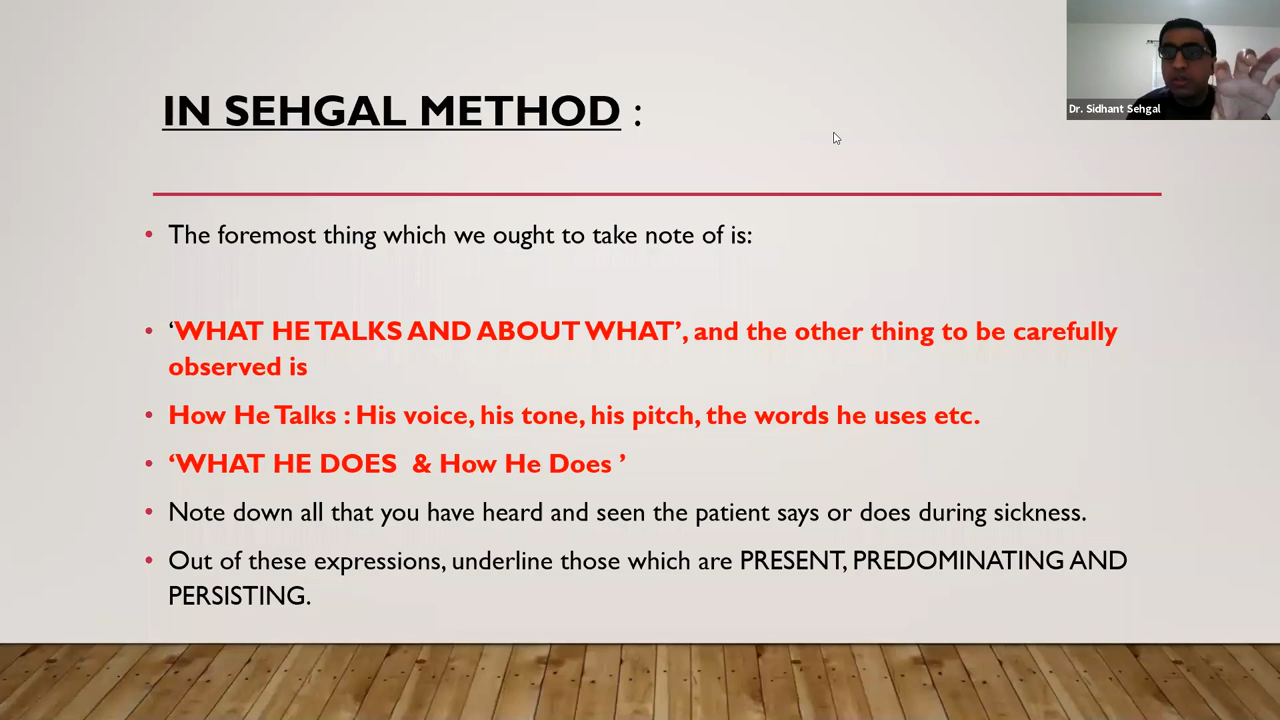 Dr. Sidhant Sehgal
IN SEHGAL METHOD :
• The foremost thing which we ought to take note of is:
• ‘WHAT HE TALKS AND ABOUT WHAT’, and the other thing to be carefully
observed is
• How He Talks : His voice, his tone, his pitch, the words he uses etc.
• ‘WHAT HE DOES & How He Does ’
• Note down all that you have heard and seen the patient says or does during sickness.
• Out of these expressions, underline those which are PRESENT, PREDOMINATING AND
PERSISTING.